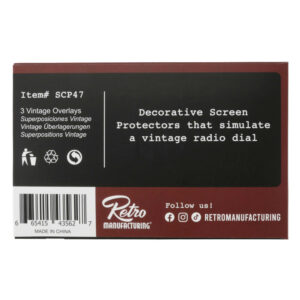 Item# SCP47
3 Vintage Overlays
Superposiciones Vintage
Vintage Überlagerungen
Superpositions Vintage
Decorative Screen
Protectors that simulate
a vintage radio dial
6 65415 43562 7
MADE IN CHINA
Retro
MANUFACTURING™
Follow us!
RETROMANUFACTURING